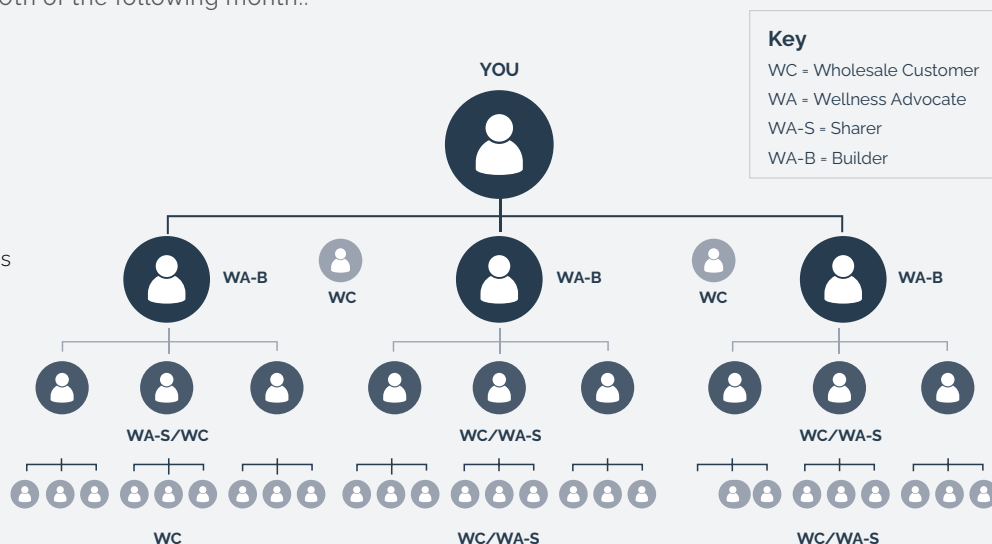 of the following month..
Key
YOU
WC = Wholesale Customer
WA = Wellness Advocate
WA-S = Sharer
WA-B = Builder
s
WA-B
WC
WA-B
WC
WA-B
WA-S/WC
WC/WA-S
WC/WA-S
WC
WC/WA-S
WC/WA-S